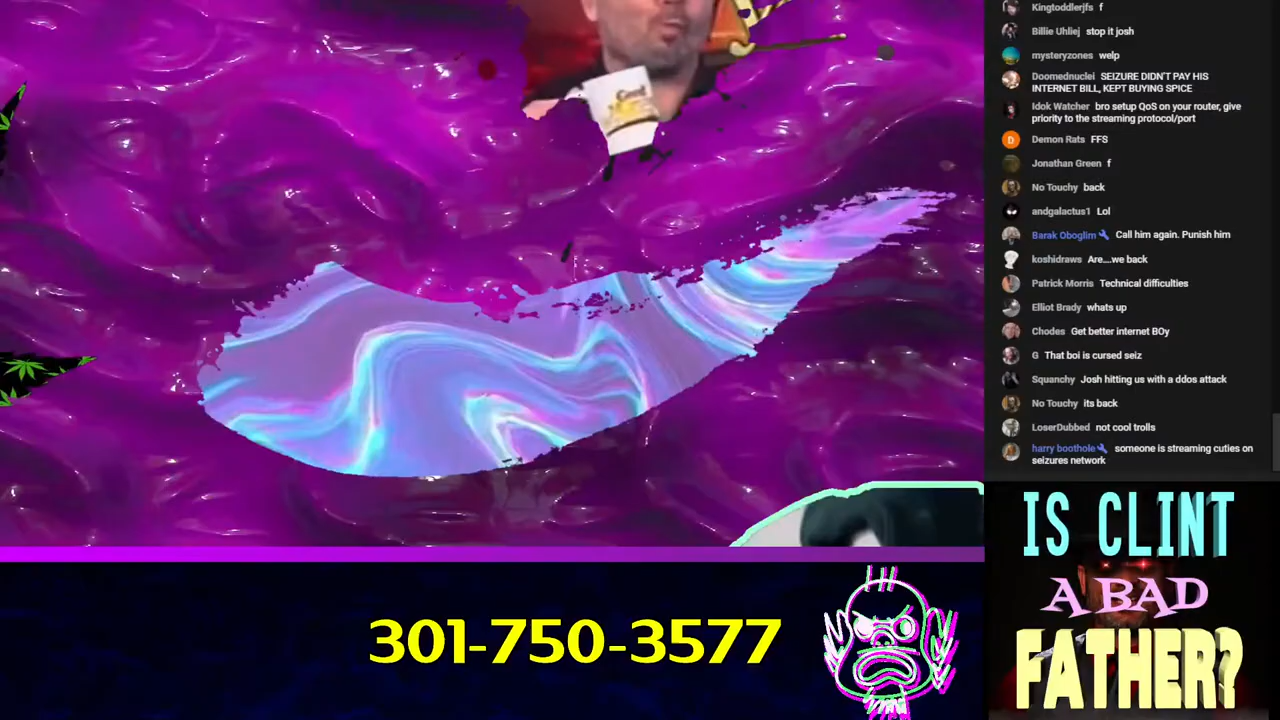 Kingtoddlerjfs f
Billie Uhliej stop it josh
mysteryzones welp
Doomednuclei SEIZURE DIDN'T PAY HIS
INTERNET BILL, KEPT BUYING SPICE
Idok Watcher bro setup QoS on your router, give
priority to the streaming protocol/port
D
Demon Rats FFS
Jonathan Green f
No Touchy back
andgalactus1 Lol
Barak Oboglim Call him again. Punish him
koshidraws Are....we back
Patrick Morris Technical difficulties
Elliot Brady whats up
Chodes Get better internet BOy
G That boi is cursed seiz
Squanchy Josh hitting us with a ddos attack
No Touchy its back
LoserDubbed not cool trolls
harry boothole someone is streaming cuties on
seizures network
IS CLINT
A BAD
FATHER?
301-750-3577